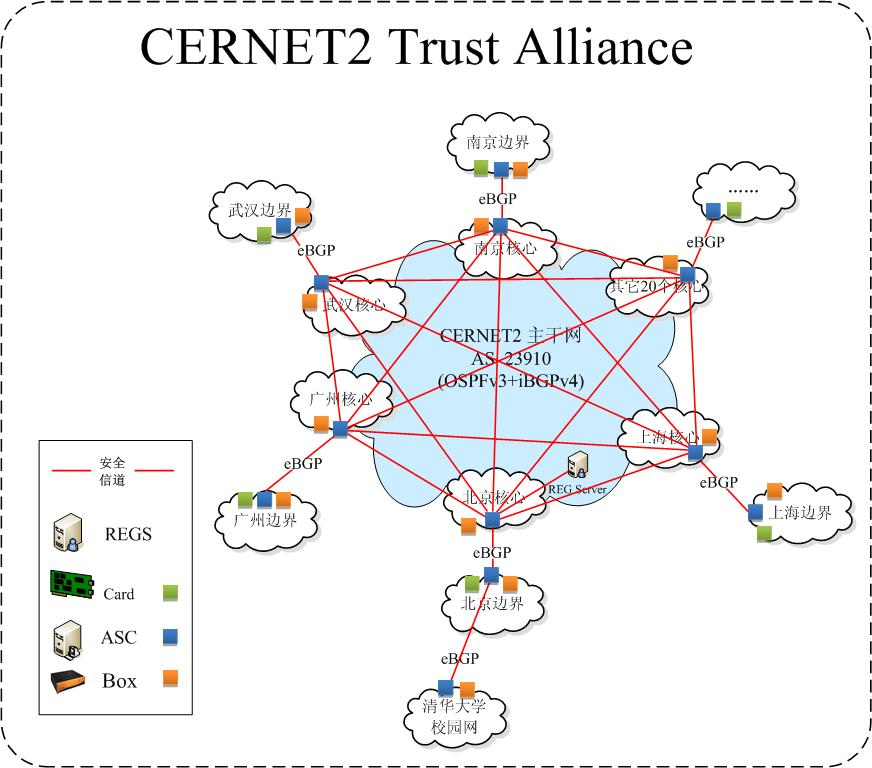 CERNET2 Trust Alliance
南京边界
eBGP
南京核心
武汉边界
eBGP
武汉核心
......
eBGP
其它20个核心
CERNET2 主干网
AS 23910
(OSPFv3+iBGPv4)
广州核心
eBGP
广州边界
上海核心
eBGP
上海边界
REG Server
北京核心
eBGP
北京边界
eBGP
清华大学
校园网
安全
信道
REGS
Card
ASC
Box